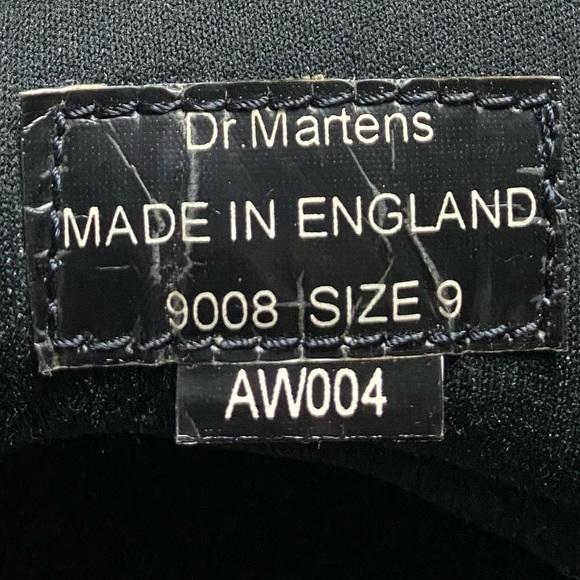 Dr.Martens
MADE IN ENGLAND
9008 SIZE 9
AW004